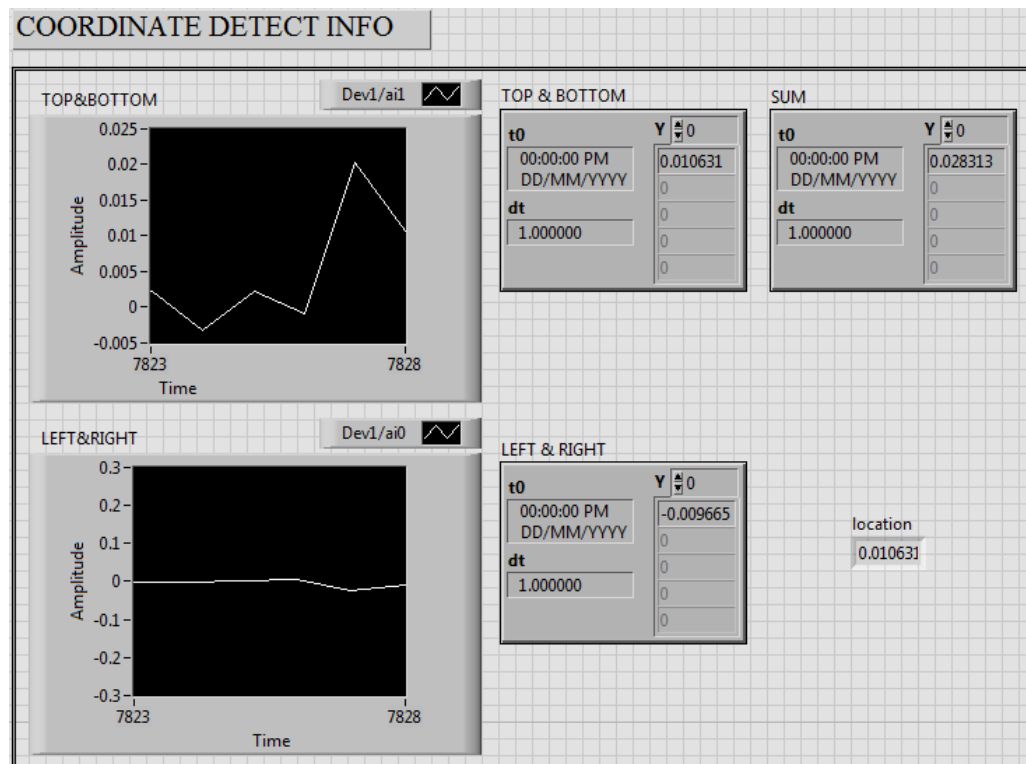 COORDINATE DETECT INFO
TOP&BOTTOM
Dev1/ai1
0.025
0.02
0.015
0.01
0.005
0
-0.005
Amplitude
7823
7828
Time
TOP & BOTTOM
t0
00:00:00 PM
DD/MM/YYYY
dt
1.000000
Y
0
0.010631
0
0
0
0
SUM
t0
00:00:00 PM
DD/MM/YYYY
dt
1.000000
Y
0
0.028313
0
0
0
0
LEFT&RIGHT
Dev1/ai0
0.3
0.2
0.1
0
-0.1
-0.2
-0.3
Amplitude
7823
7828
Time
LEFT & RIGHT
t0
00:00:00 PM
DD/MM/YYYY
dt
1.000000
Y
0
-0.009665
0
0
0
0
location
0.010631